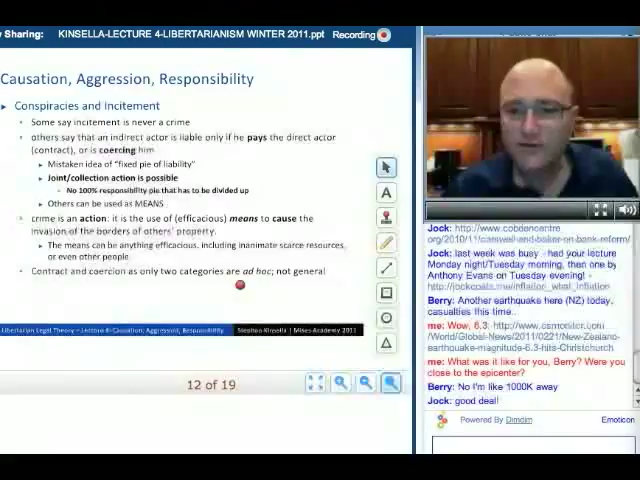 w Sharing: KINSELLA-LECTURE 4-LIBERTARIANISM WINTER 2011.ppt Recording
Causation, Aggression, Responsibility
Conspiracies and Incitement
Some say incitement is never a crime
others say that an indirect actor is liable only if he pays the direct actor
(contract), or is coercing him
Mistaken idea of "fixed pie of liability"
Joint/collection action is possible
No 100% responsibility pie that has to be divided up
Others can be used as MEANS
crime is an action: it is the use of (efficacious) means to cause the
invasion of the borders of others' property.
The means can be anything efficacious, including inanimate scarce resources,
or even other people
Contract and coercion as only two categories are ad hoc; not general
Libertarian Legal Theory – Lecture 4: Causation, Aggression, Responsibility
Stephan Kinsella | Mises Academy 2011
12 of 19
A
Jock: http://www.cobdencentre.
org/2010/11/carswell-and-baker-on-bank-reform/
Jock: last week was busy - had your lecture
Monday night/Tuesday morning, then one by
Anthony Evans on Tuesday evening! -
http://jockcoats.me/inflation_what_inflation
Berry: Another earthquake here (NZ) today,
casualties this time.
me: Wow, 6.3: http://www.csmonitor.com/
/World/Global-News/2011/0221/New-Zealand-
earthquake-magnitude-6.3-hits-Christchurch
me: What was it like for you, Berry? Were you
close to the epicenter?
Berry: No I'm like 1000K away
Jock: good deal!
Powered By Dimdim
Emoticon